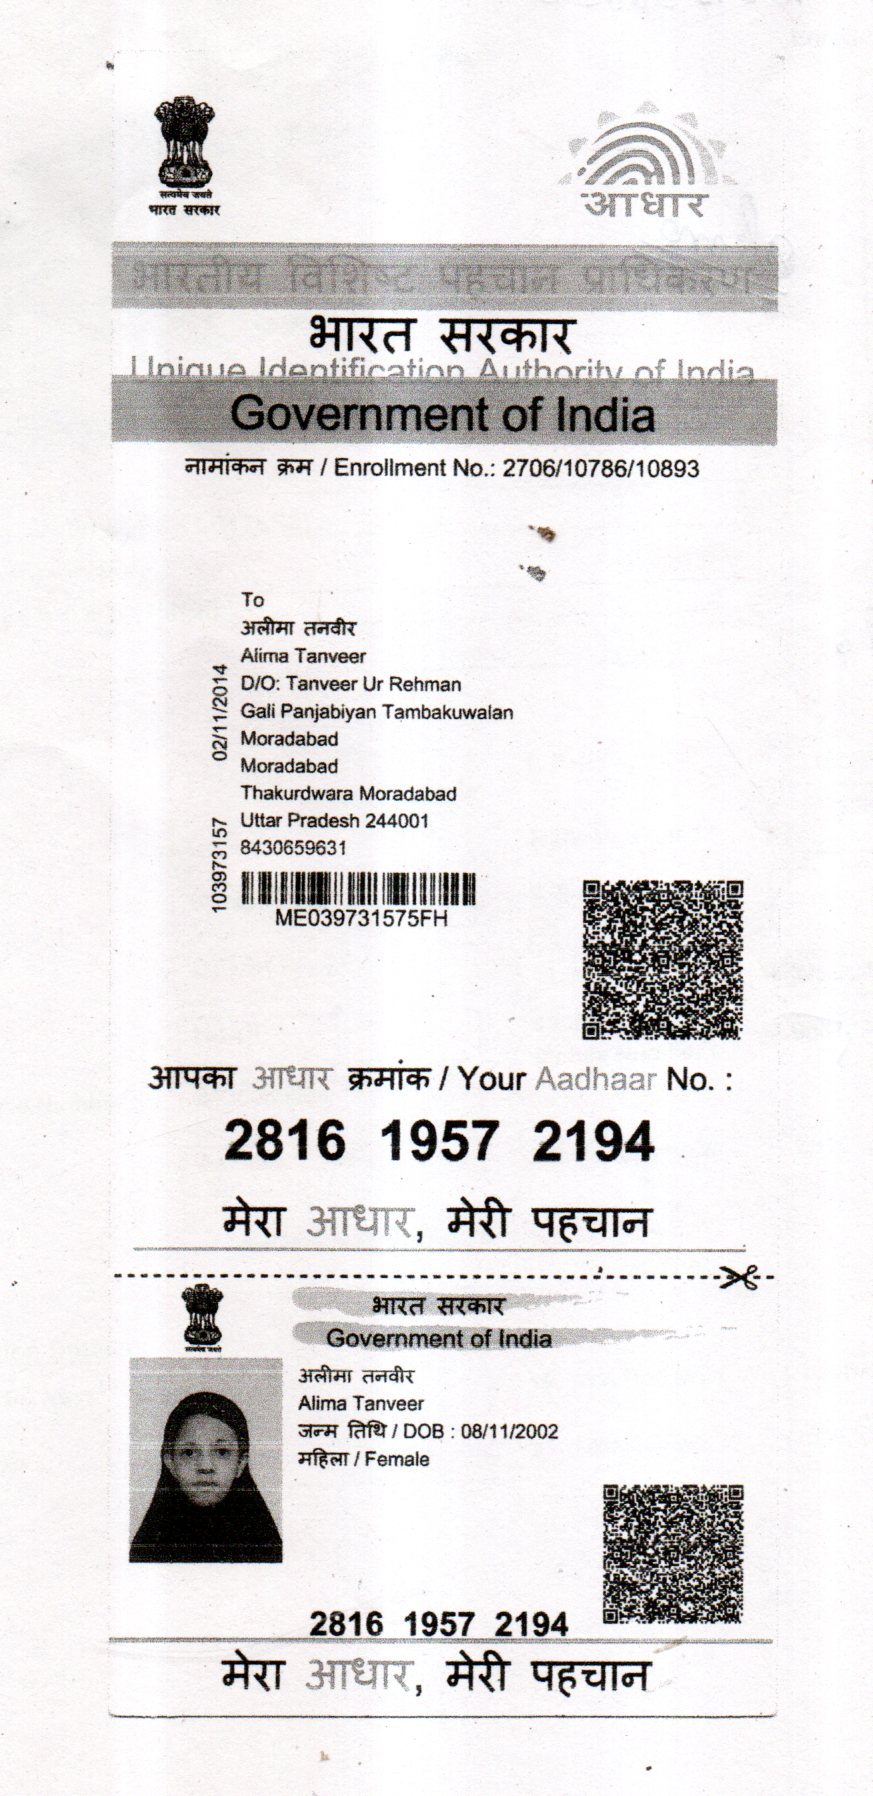 सत्यमेव जयते
भारत सरकार
आधार
भारतीय विशिष्ट पहचान प्राधिकरण
भारत सरकार
Unique Identification Authority of India
Government of India
नामांकन क्रम / Enrollment No.: 2706/10786/10893
To
अलीमा तनवीर
Alima Tanveer
D/O: Tanveer Ur Rehman
Gali Panjabiyan Tambakuwalan
Moradabad
Moradabad
Thakurdwara Moradabad
Uttar Pradesh 244001
8430659631
02/11/2014
103973157
ME039731575FH
आपका आधार क्रमांक / Your Aadhaar No. :
2816 1957 2194
मेरा आधार, मेरी पहचान
भारत सरकार
Government of India
अलीमा तनवीर
Alima Tanveer
जन्म तिथि / DOB : 08/11/2002
महिला / Female
2816 1957 2194
मेरा आधार, मेरी पहचान